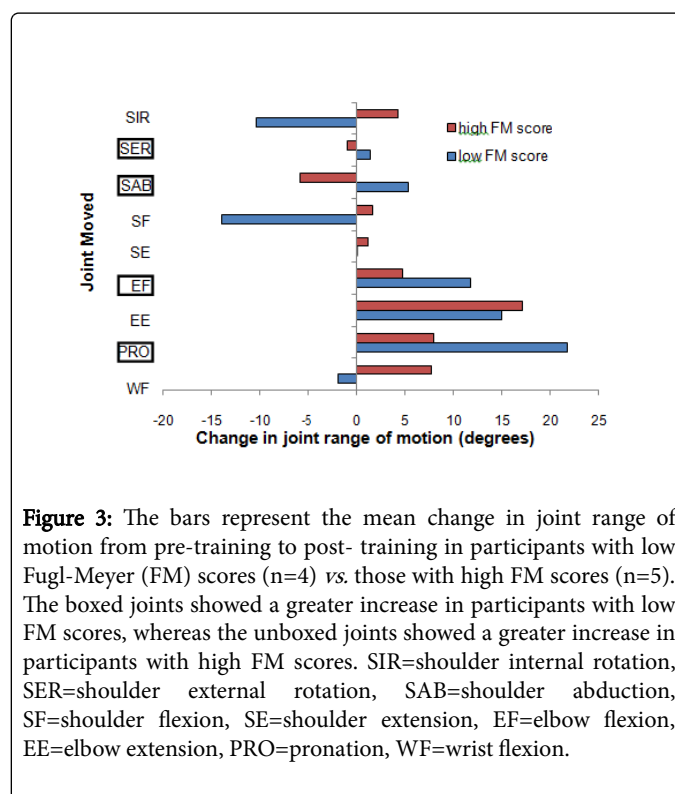 SIR
high FM score
SER
low FM score
SAB
SF
SE
EF
EE
PRO
WF
Joint Moved
-20 -15 -10 -5 0 5 10 15 20 25
Change in joint range of motion (degrees)
Figure 3: The bars represent the mean change in joint range of
motion from pre-training to post- training in participants with low
Fugl-Meyer (FM) scores (n=4) vs. those with high FM scores (n=5).
The boxed joints showed a greater increase in participants with low
FM scores, whereas the unboxed joints showed a greater increase in
participants with high FM scores. SIR=shoulder internal rotation,
SER=shoulder external rotation, SAB=shoulder abduction,
SF=shoulder flexion, SE=shoulder extension, EF=elbow flexion,
EE=elbow extension, PRO=pronation, WF=wrist flexion.